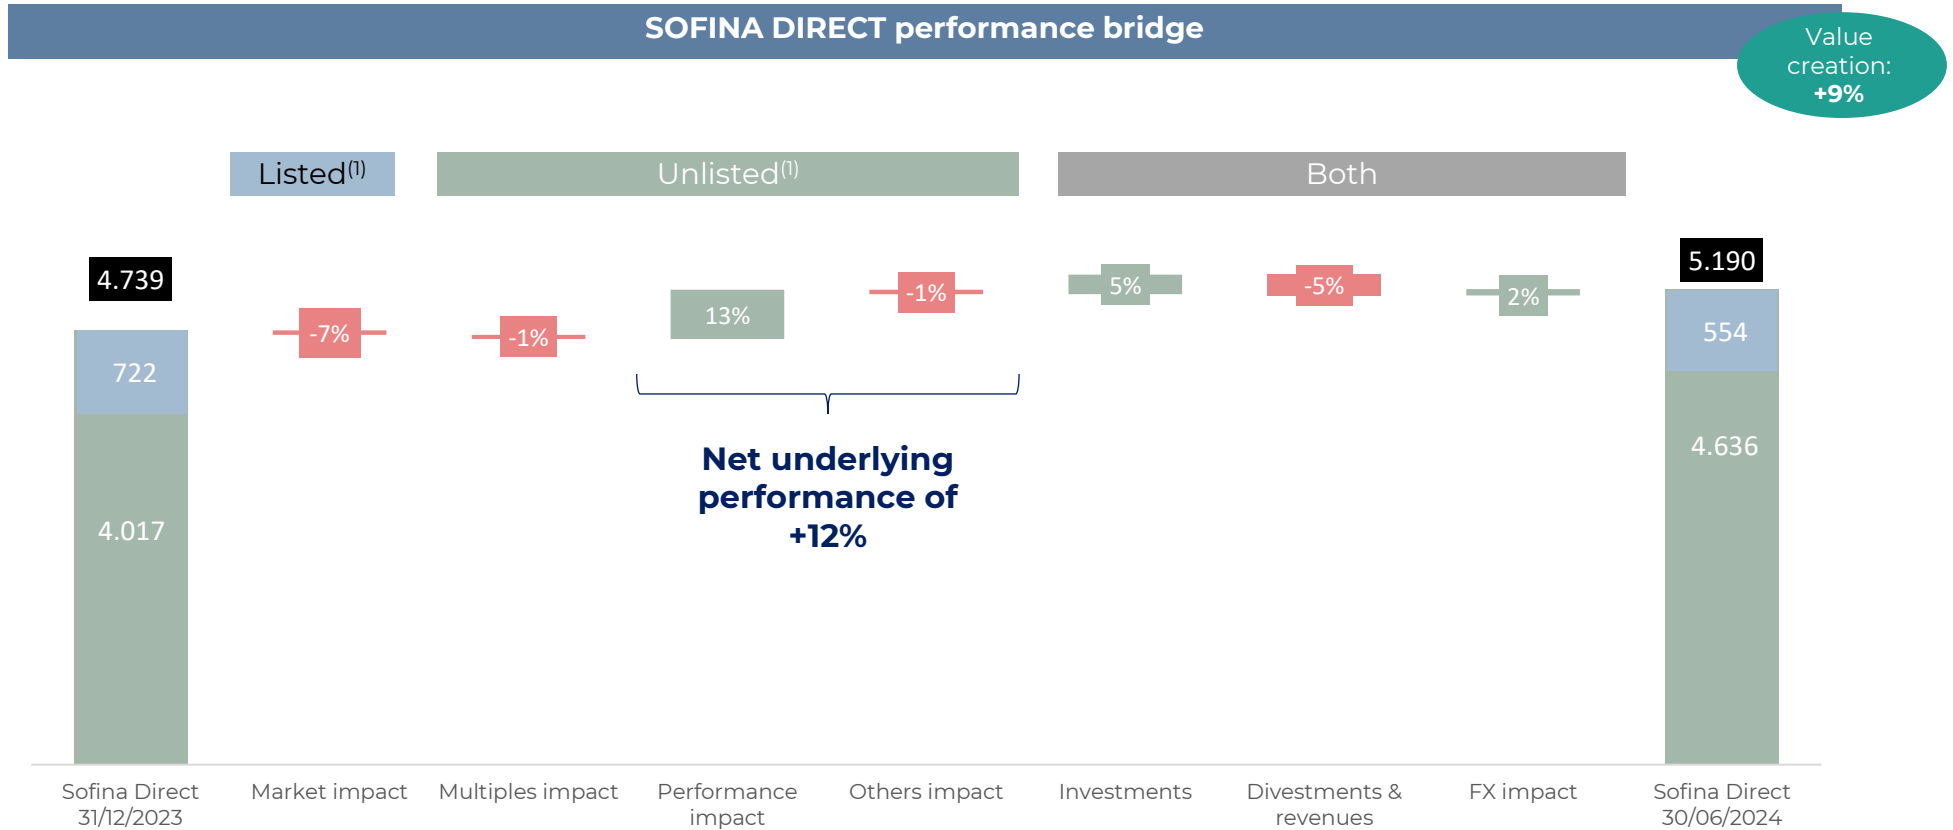 SOFINA DIRECT performance bridge
Value
creation:
+9%
Listed(1)
Unlisted(1)
Both
4.739
722
4.017
-7%
-1%
13%
-1%
5%
-5%
2%
5.190
554
4.636
Net underlying
performance of
+12%
Sofina Direct
31/12/2023
Market impact
Multiples impact
Performance
impact
Others impact
Investments
Divestments &
revenues
FX impact
Sofina Direct
30/06/2024